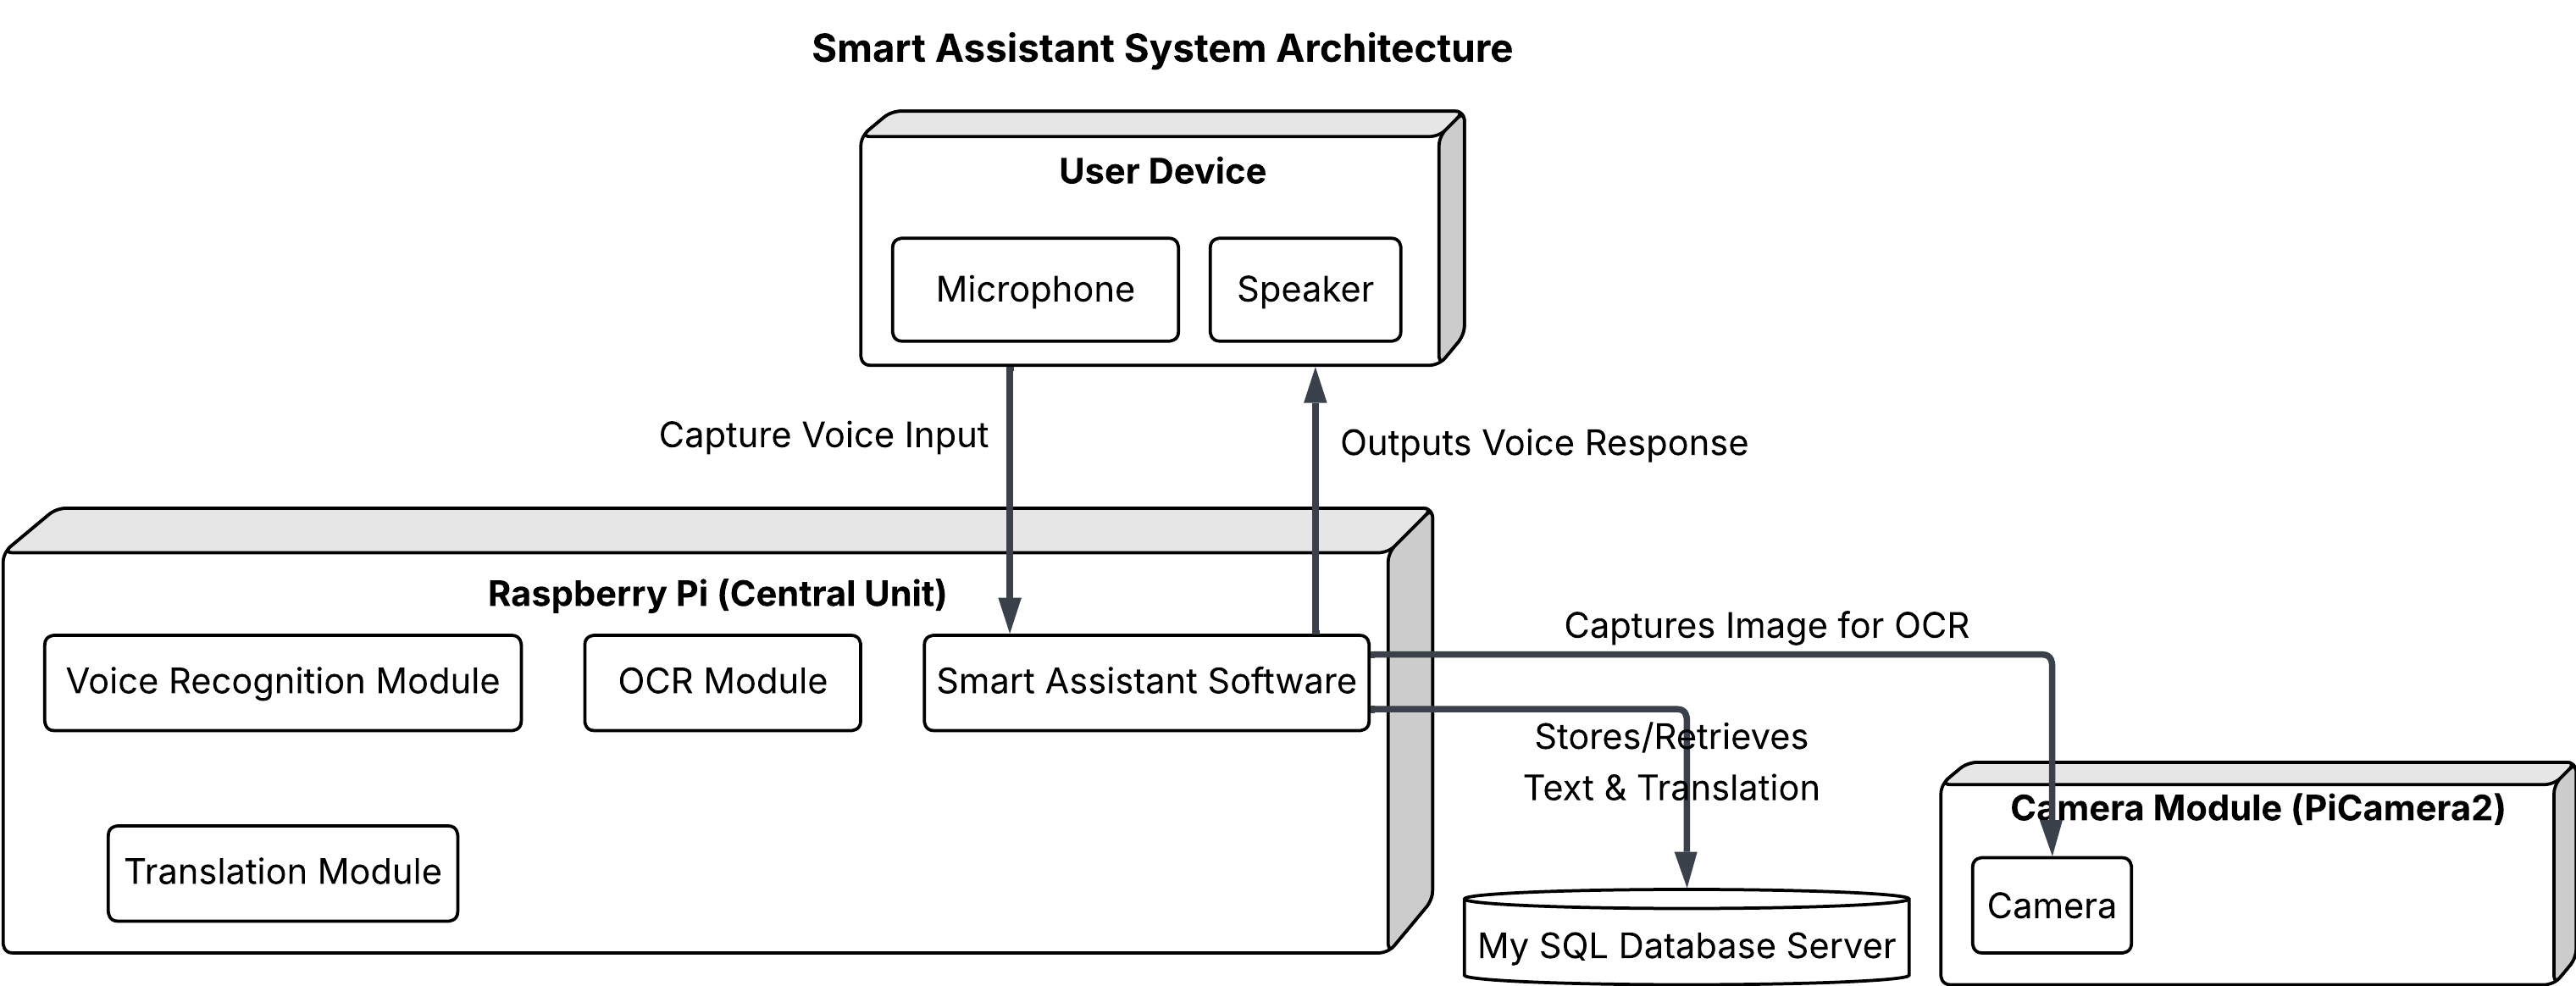 Smart Assistant System Architecture
User Device
Microphone
Speaker
Capture Voice Input
Outputs Voice Response
Raspberry Pi (Central Unit)
Voice Recognition Module
OCR Module
Smart Assistant Software
Translation Module
Captures Image for OCR
Stores/Retrieves
Text & Translation
My SQL Database Server
Camera Module (PiCamera2)
Camera